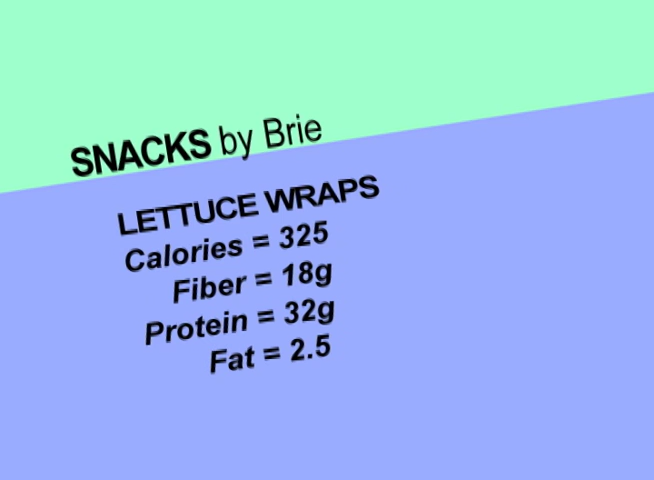 SNACKS by Brie
LETTUCE WRAPS
Calories = 325
Fiber = 18g
Protein = 32g
Fat = 2.5